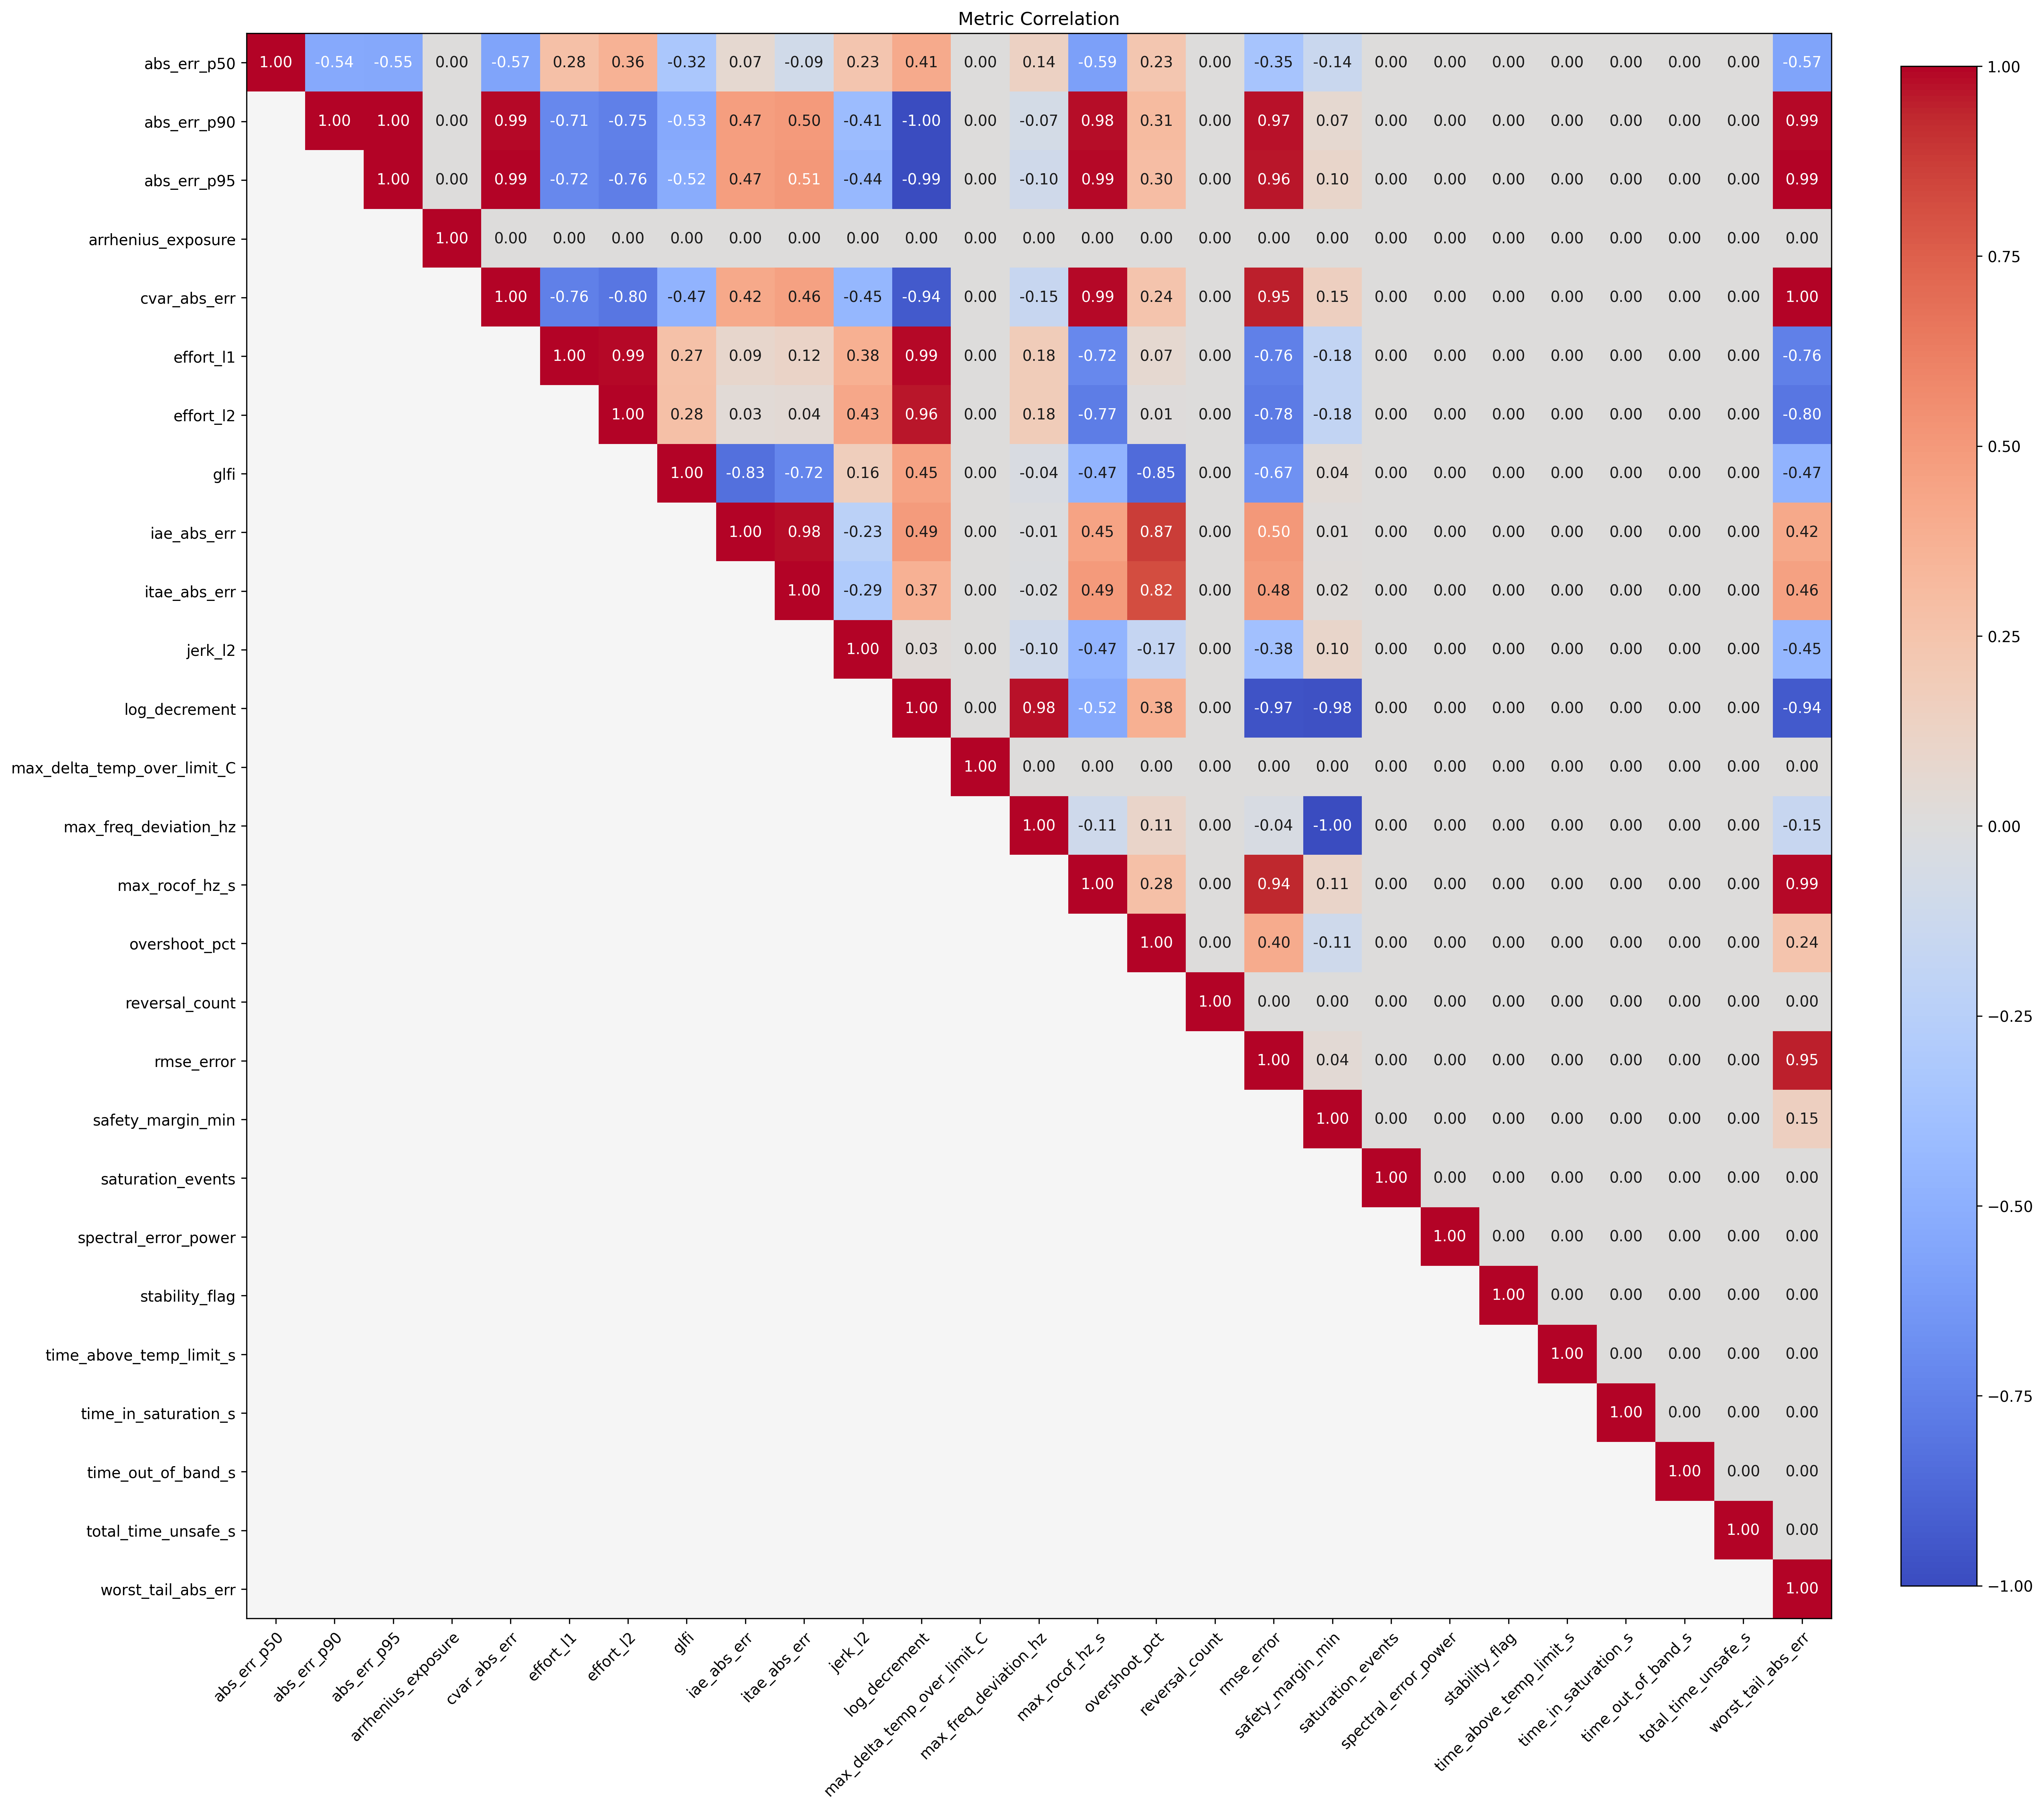 Metric Correlation
abs_err_p50 1.00 -0.54 -0.55 0.00 -0.57 0.28 0.36 -0.32 0.07 -0.09 0.23 0.41 0.00 0.14 -0.59 0.23 0.00 -0.35 -0.14 0.00 0.00 0.00 0.00 0.00 0.00 0.00 -0.57
abs_err_p90 1.00 1.00 0.00 0.99 -0.71 -0.75 -0.53 0.47 0.50 -0.41 -1.00 0.00 -0.07 0.98 0.31 0.00 0.97 0.07 0.00 0.00 0.00 0.00 0.00 0.00 0.00 0.99
abs_err_p95 1.00 0.00 0.99 -0.72 -0.76 -0.52 0.47 0.51 -0.44 -0.99 0.00 -0.10 0.99 0.30 0.00 0.96 0.10 0.00 0.00 0.00 0.00 0.00 0.00 0.00 0.99
arrhenius_exposure 1.00 0.00 0.00 0.00 0.00 0.00 0.00 0.00 0.00 0.00 0.00 0.00 0.00 0.00 0.00 0.00 0.00 0.00 0.00 0.00 0.00 0.00 0.00 0.00
cvar_abs_err 1.00 -0.76 -0.80 -0.47 0.42 0.46 -0.45 -0.94 0.00 -0.15 0.99 0.24 0.00 0.95 0.15 0.00 0.00 0.00 0.00 0.00 0.00 0.00 1.00
effort_l1 1.00 0.99 0.27 0.09 0.12 0.38 0.99 0.00 0.18 -0.72 0.07 0.00 -0.76 -0.18 0.00 0.00 0.00 0.00 0.00 0.00 0.00 -0.76
effort_l2 1.00 0.28 0.03 0.04 0.43 0.96 0.00 0.18 -0.77 0.01 0.00 -0.78 -0.18 0.00 0.00 0.00 0.00 0.00 0.00 0.00 -0.80
glfi 1.00 -0.83 -0.72 0.16 0.45 0.00 -0.04 -0.47 -0.85 0.00 -0.67 0.04 0.00 0.00 0.00 0.00 0.00 0.00 0.00 -0.47
iae_abs_err 1.00 0.98 -0.23 0.49 0.00 -0.01 0.45 0.87 0.00 0.50 0.01 0.00 0.00 0.00 0.00 0.00 0.00 0.00 0.42
itae_abs_err 1.00 -0.29 0.37 0.00 -0.02 0.49 0.82 0.00 0.48 0.02 0.00 0.00 0.00 0.00 0.00 0.00 0.00 0.46
jerk_l2 1.00 0.03 0.00 -0.10 -0.47 -0.17 0.00 -0.38 0.10 0.00 0.00 0.00 0.00 0.00 0.00 0.00 -0.45
log_decrement 1.00 0.00 0.98 -0.52 0.38 0.00 -0.97 -0.98 0.00 0.00 0.00 0.00 0.00 0.00 0.00 -0.94
max_delta_temp_over_limit_C 1.00 0.00 0.00 0.00 0.00 0.00 0.00 0.00 0.00 0.00 0.00 0.00 0.00 0.00 0.00
max_freq_deviation_hz 1.00 -0.11 0.11 0.00 -0.04 -1.00 0.00 0.00 0.00 0.00 0.00 0.00 0.00 -0.15
max_rocof_hz_s 1.00 0.28 0.00 0.94 0.11 0.00 0.00 0.00 0.00 0.00 0.00 0.00 0.99
overshoot_pct 1.00 0.00 0.40 -0.11 0.00 0.00 0.00 0.00 0.00 0.00 0.00 0.24
reversal_count 1.00 0.00 0.00 0.00 0.00 0.00 0.00 0.00 0.00 0.00 0.00
rmse_error 1.00 0.04 0.00 0.00 0.00 0.00 0.00 0.00 0.00 0.95
safety_margin_min 1.00 0.00 0.00 0.00 0.00 0.00 0.00 0.00 0.15
saturation_events 1.00 0.00 0.00 0.00 0.00 0.00 0.00 0.00
spectral_error_power 1.00 0.00 0.00 0.00 0.00 0.00 0.00
stability_flag 1.00 0.00 0.00 0.00 0.00 0.00
time_above_temp_limit_s 1.00 0.00 0.00 0.00 0.00
time_in_saturation_s 1.00 0.00 0.00 0.00
time_out_of_band_s 1.00 0.00 0.00
total_time_unsafe_s 1.00 0.00
worst_tail_abs_err 1.00
abs_err_p50
abs_err_p90
abs_err_p95
arrhenius_exposure
cvar_abs_err
effort_l1
effort_l2
glfi
iae_abs_err
itae_abs_err
jerk_l2
log_decrement
max_delta_temp_over_limit_C
max_freq_deviation_hz
max_rocof_hz_s
overshoot_pct
reversal_count
rmse_error
safety_margin_min
saturation_events
spectral_error_power
stability_flag
time_above_temp_limit_s
time_in_saturation_s
time_out_of_band_s
total_time_unsafe_s
worst_tail_abs_err
1.00
0.75
0.50
0.25
0.00
−0.25
−0.50
−0.75
−1.00